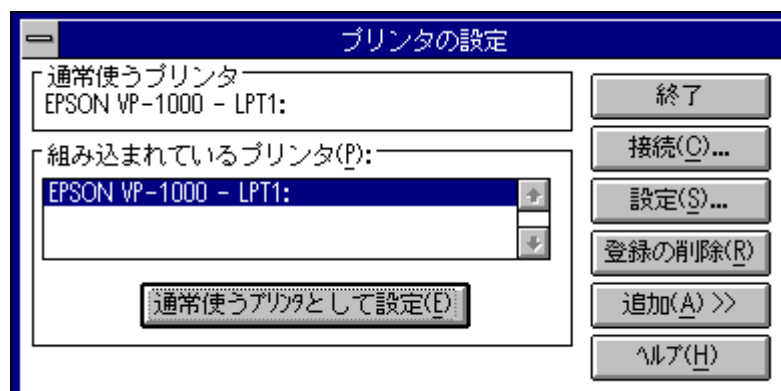 プリンタの設定
通常使うプリンタ
EPSON VP-1000 - LPT1:
組み込まれているプリンタ(P):
EPSON VP-1000 - LPT1:
通常使うプリンタとして設定(E)
終了
接続(C)...
設定(S)...
登録の削除(R)
追加(A) >>
ヘルプ(H)